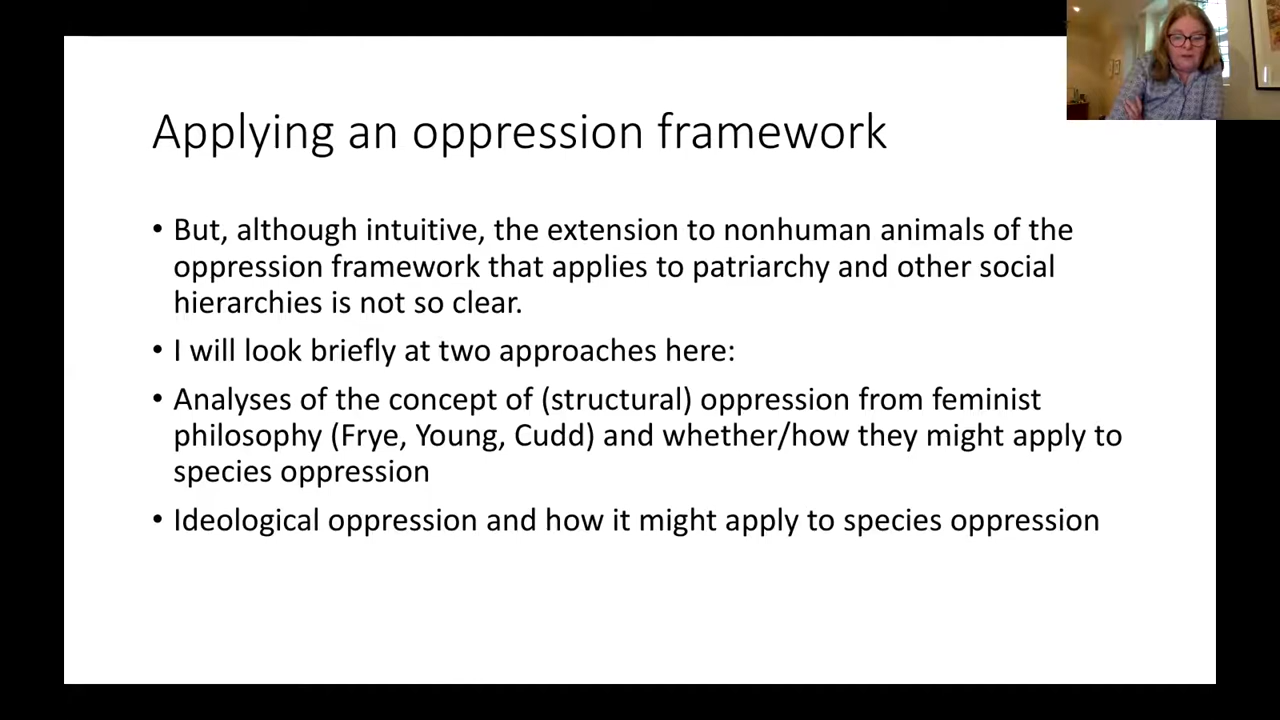 Applying an oppression framework
• But, although intuitive, the extension to nonhuman animals of the
oppression framework that applies to patriarchy and other social
hierarchies is not so clear.
• I will look briefly at two approaches here:
• Analyses of the concept of (structural) oppression from feminist
philosophy (Frye, Young, Cudd) and whether/how they might apply to
species oppression
• Ideological oppression and how it might apply to species oppression